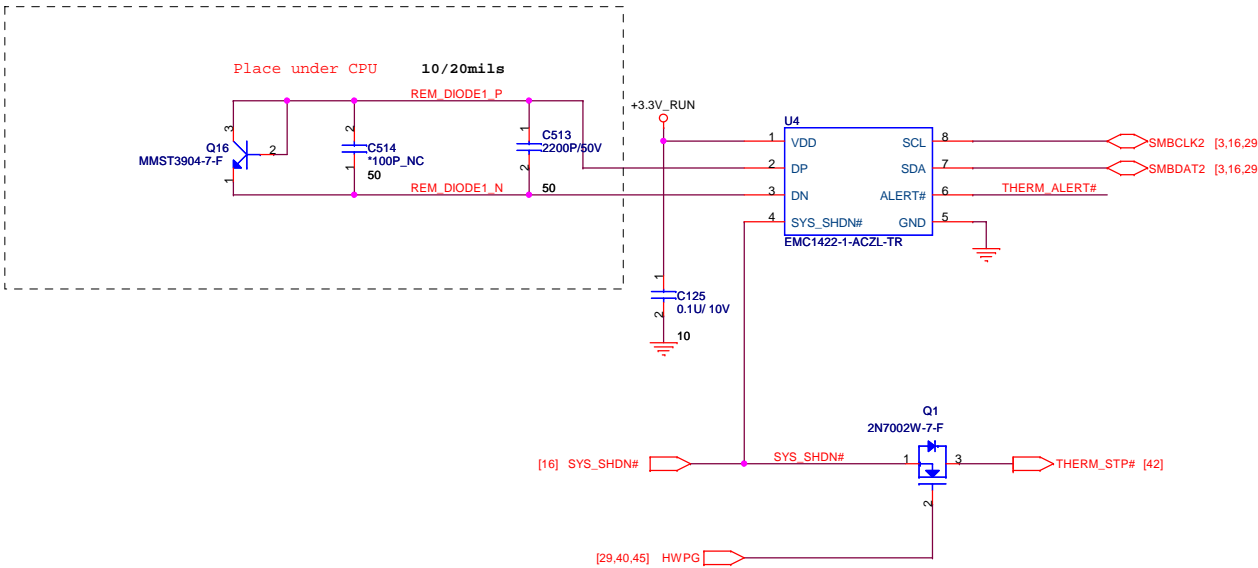 Place under CPU 10/20mils
REM_DIODE1_P
+3.3V_RUN
3
2
1
U4
Q16
2
MMST3904-7-F
C514
*100P_NC
50
1
C513
2200P/50V
1
VDD
SCL
8
SMBCLK2 [3,16,29
2
DP
SDA
7
SMBDAT2 [3,16,29
1
1
2
REM_DIODE1_N
50
3
DN
ALERT#
6
THERM_ALERT#
4
SYS_SHDN#
GND
5
EMC1422-1-ACZL-TR
1
C125
0.1U/ 10V
2
10
Q1
2N7002W-7-F
[16] SYS_SHDN#
SYS_SHDN#
1
3
THERM_STP# [42]
2
[29,40,45] HWPG